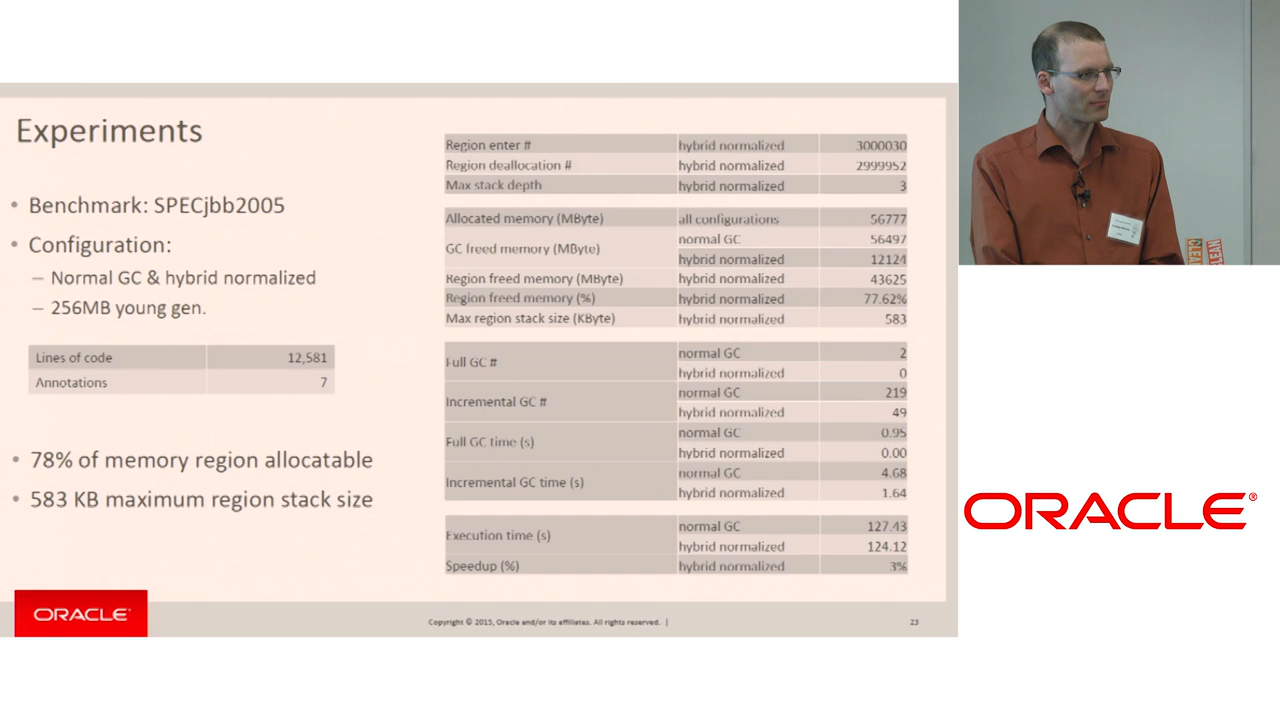 Experiments
• Benchmark: SPECjbb2005
• Configuration:
– Normal GC & hybrid normalized
– 256MB young gen.
Lines of code 12,581
Annotations 7
• 78% of memory region allocatable
• 583 KB maximum region stack size
Region enter # hybrid normalized 3000030
Region deallocation # hybrid normalized 2999952
Max stack depth hybrid normalized 3
Allocated memory (MByte) all configurations 56777
GC freed memory (MByte) normal GC 56497
hybrid normalized 12124
Region freed memory (MByte) hybrid normalized 43625
Region freed memory (%) hybrid normalized 77.62%
Max region stack size (KByte) hybrid normalized 583
Full GC # normal GC 2
hybrid normalized 0
Incremental GC # normal GC 219
hybrid normalized 49
Full GC time (s) normal GC 0.95
hybrid normalized 0.00
Incremental GC time (s) normal GC 4.68
hybrid normalized 1.64
Execution time (s) normal GC 127.43
hybrid normalized 124.12
Speedup (%) hybrid normalized 3%
ORACLE®
Copyright © 2015, Oracle and/or its affiliates. All rights reserved. |
23
ORACLE®